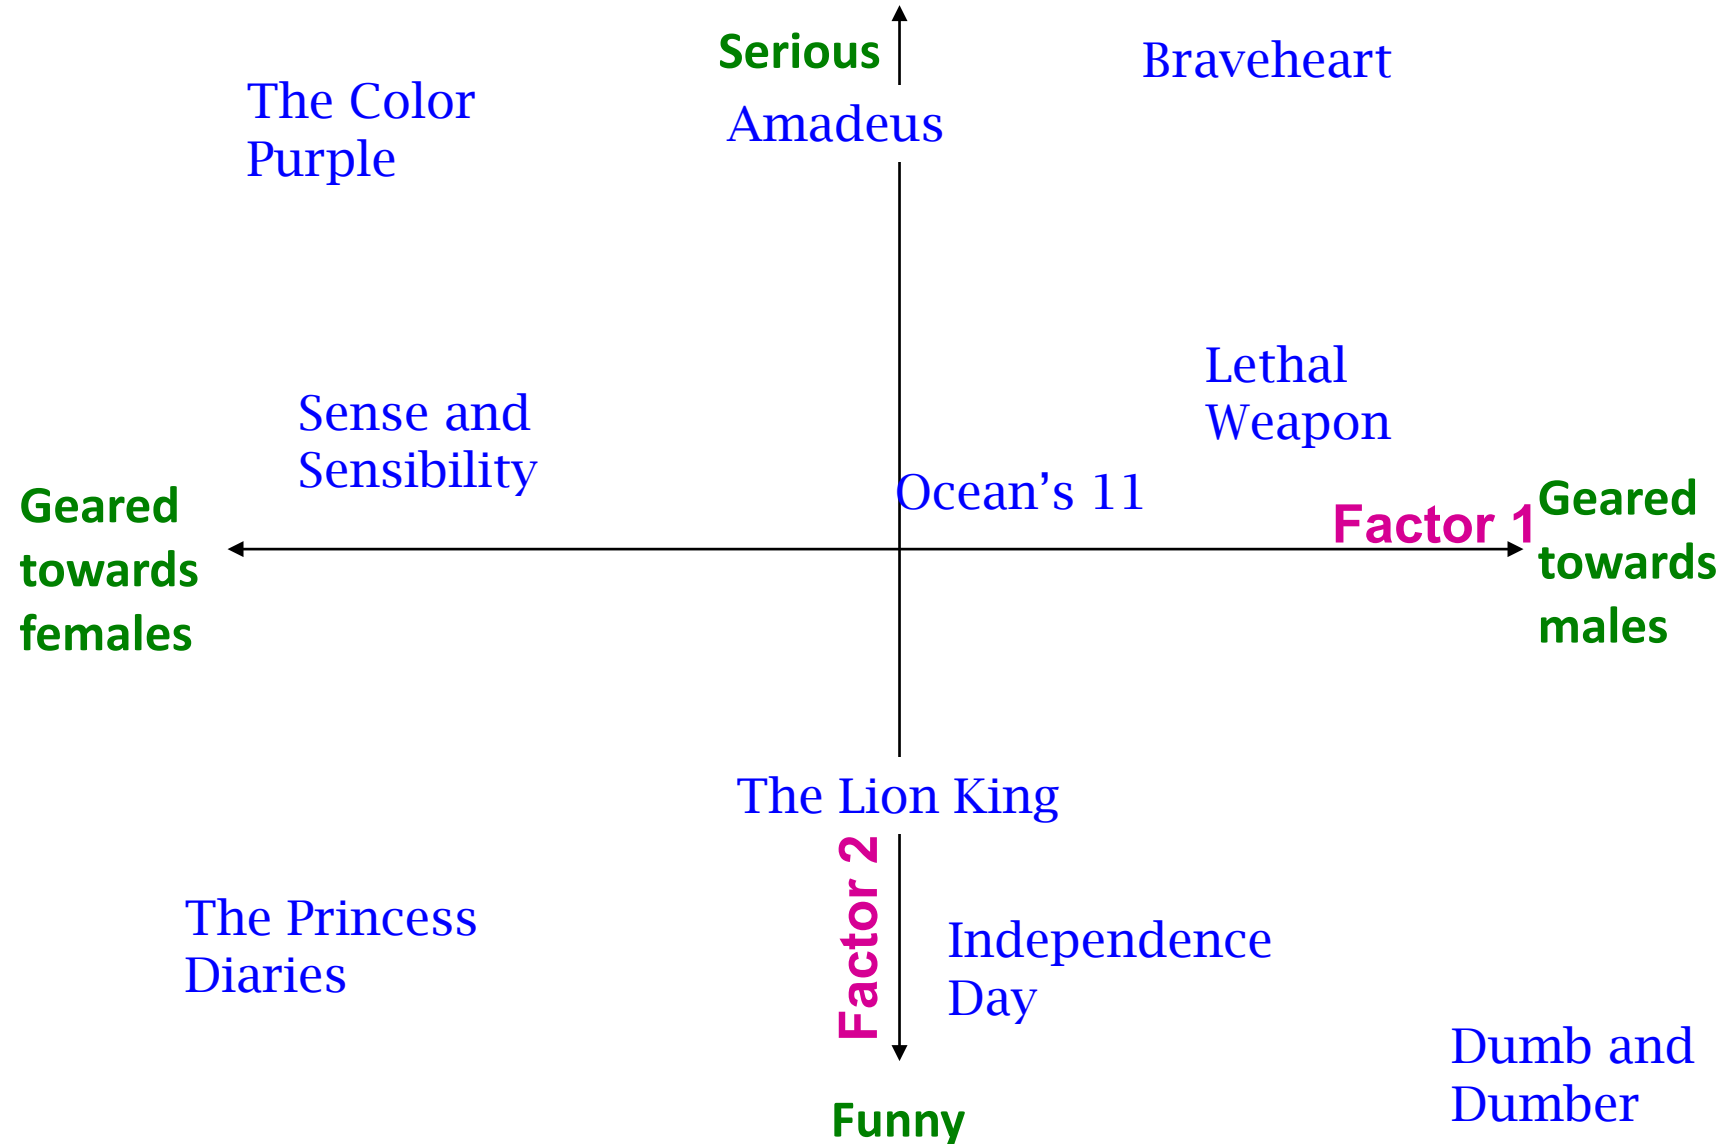 Serious
Braveheart
The Color
Purple
Amadeus
Lethal
Weapon
Sense and
Sensibility
Ocean’s 11
Geared
towards
females
Factor 1
Geared
towards
males
The Lion King
Factor 2
The Princess
Diaries
Independence
Day
Dumb and
Dumber
Funny